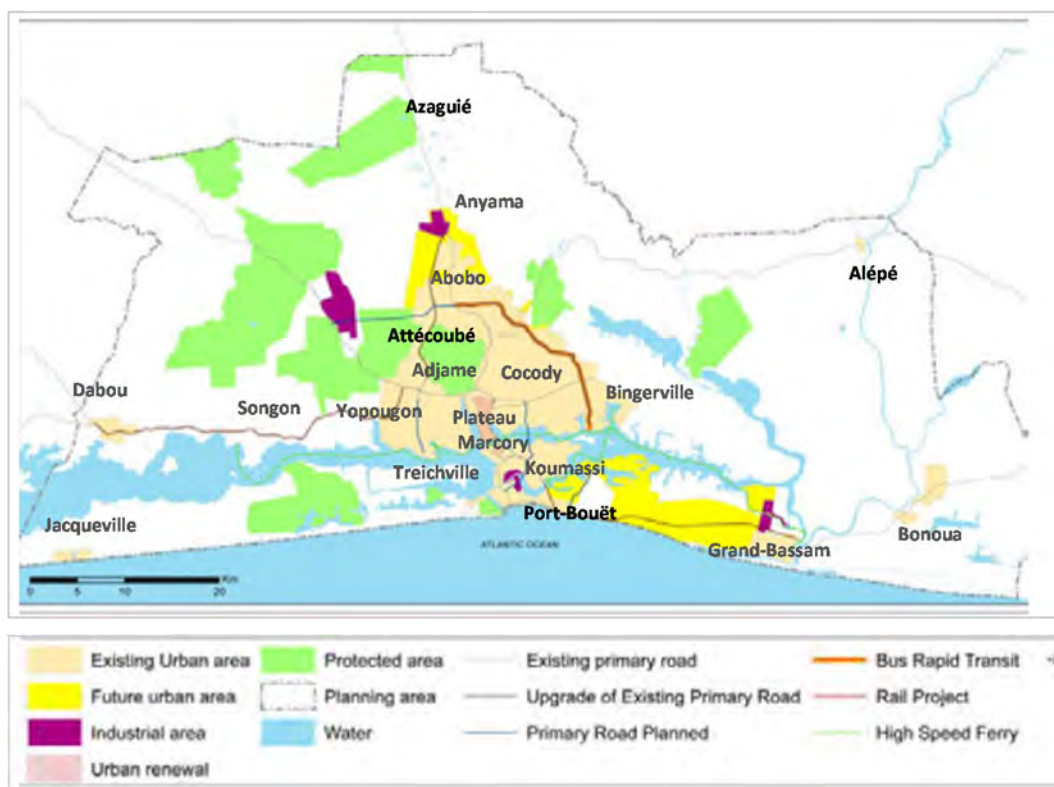 Azaguié
Anyama
Abobo
Alépé
Attécoubé
Adjame
Cocody
Dabou
Bingerville
Songon
Yopougon
Plateau
Marcory
Treichville
Koumassi
Jacqueville
Port-Bouët
Bonoua
ATLANTIC OCEAN
Grand-Bassam
Km
0 5 10 20
Existing Urban area
Protected area
Existing primary road
Bus Rapid Transit
Future urban area
Planning area
Upgrade of Existing Primary Road
Rail Project
Industrial area
Water
Primary Road Planned
High Speed Ferry
Urban renewal